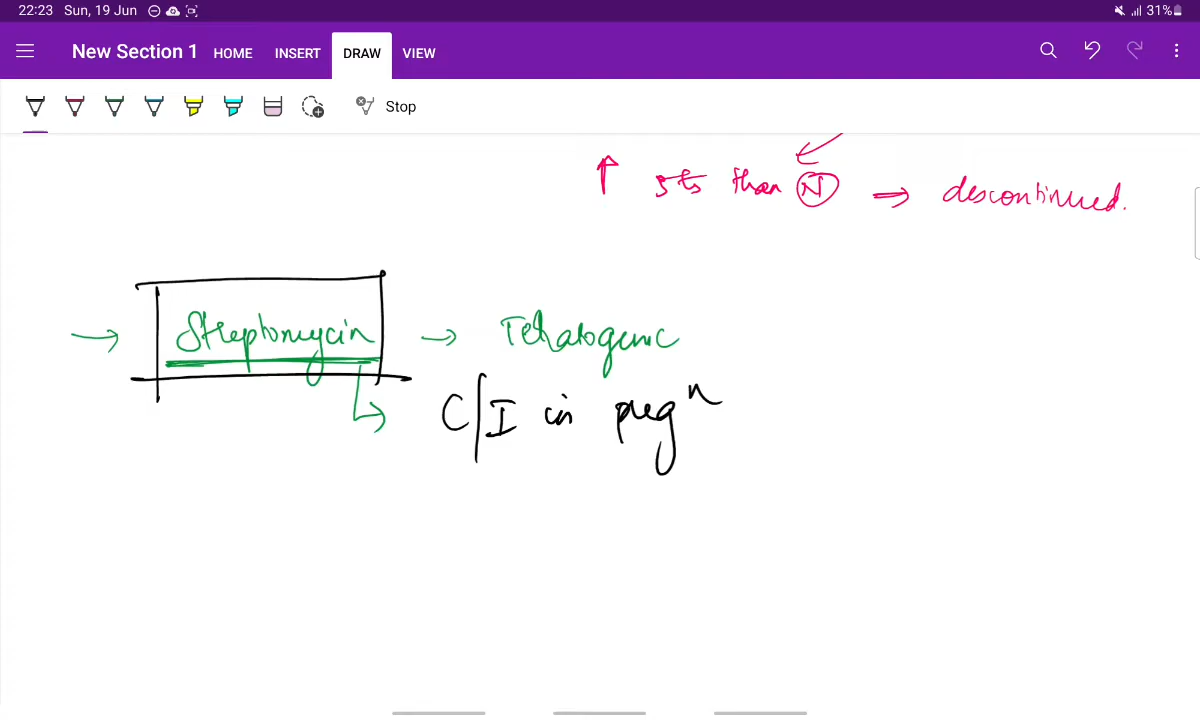 22:23 Sun, 19 Jun 31%
New Section 1 HOME INSERT DRAW VIEW
Stop
↑ 5ts than Ⓝ → discontinued.
→ Streptomycin → Teratogenic
↳ C/I in pregⁿ